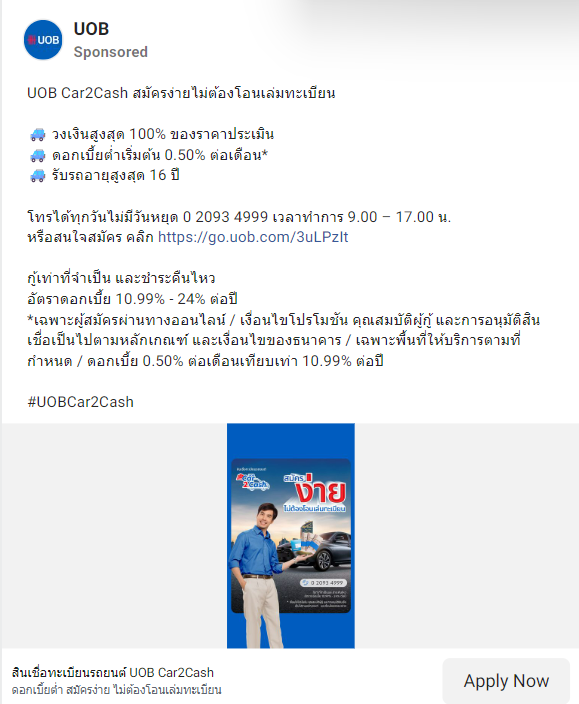 UOB
UOB
Sponsored
UOB Car2Cash สมัครง่ายไม่ต้องโอนเล่มทะเบียน
🚙 วงเงินสูงสุด 100% ของราคาประเมิน
🚙 ดอกเบี้ยต่ำเริ่มต้น 0.50% ต่อเดือน*
🚙 รับรถอายุสูงสุด 16 ปี
โทรได้ทุกวันไม่มีวันหยุด 0 2093 4999 เวลาทำการ 9.00 – 17.00 น.
หรือสนใจสมัคร คลิก https://go.uob.com/3uLPzIt
กู้เท่าที่จำเป็น และชำระคืนไหว
อัตราดอกเบี้ย 10.99% - 24% ต่อปี
*เฉพาะผู้สมัครผ่านทางออนไลน์ / เงื่อนไขโปรโมชัน คุณสมบัติผู้กู้ และการอนุมัติสิน
เชื่อเป็นไปตามหลักเกณฑ์ และเงื่อนไขของธนาคาร / เฉพาะพื้นที่ให้บริการตามที่
กำหนด / ดอกเบี้ย 0.50% ต่อเดือนเทียบเท่า 10.99% ต่อปี
#UOBCar2Cash
Car
2Cash
สมัคร
ง่าย
ไม่ต้องโอนเล่มทะเบียน
0 2093 4999
สินเชื่อทะเบียนรถยนต์ UOB Car2Cash
ดอกเบี้ยต่ำ สมัครง่าย ไม่ต้องโอนเล่มทะเบียน
Apply Now